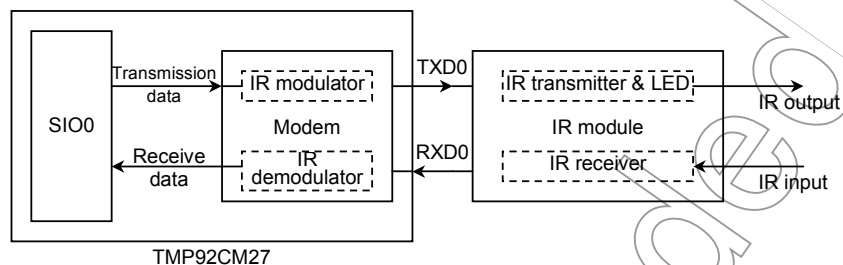 SIO0
Transmission
data
Receive
data
IR modulator
Modem
IR
demodulator
TXD0
RXD0
IR transmitter & LED
IR module
IR receiver
IR output
IR input
TMP92CM27